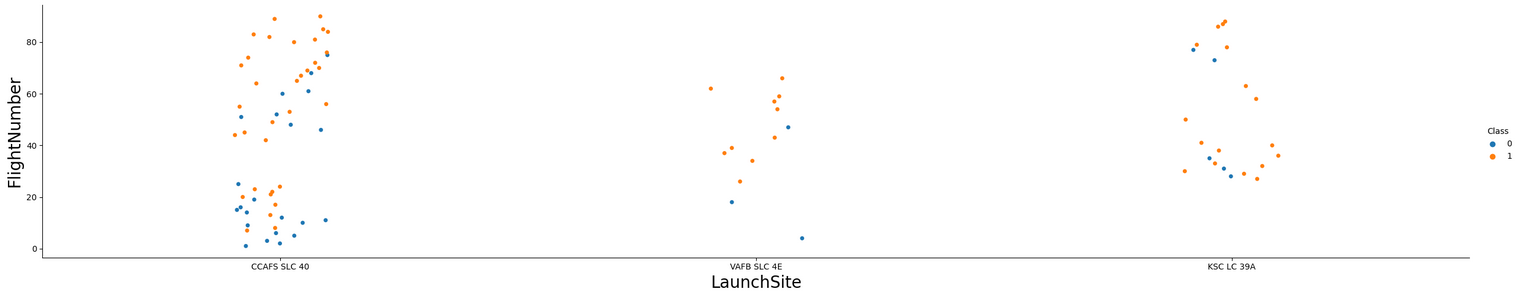 FlightNumber
80
60
40
20
0
CCAFS SLC 40
VAFB SLC 4E
KSC LC 39A
LaunchSite
Class
0
1